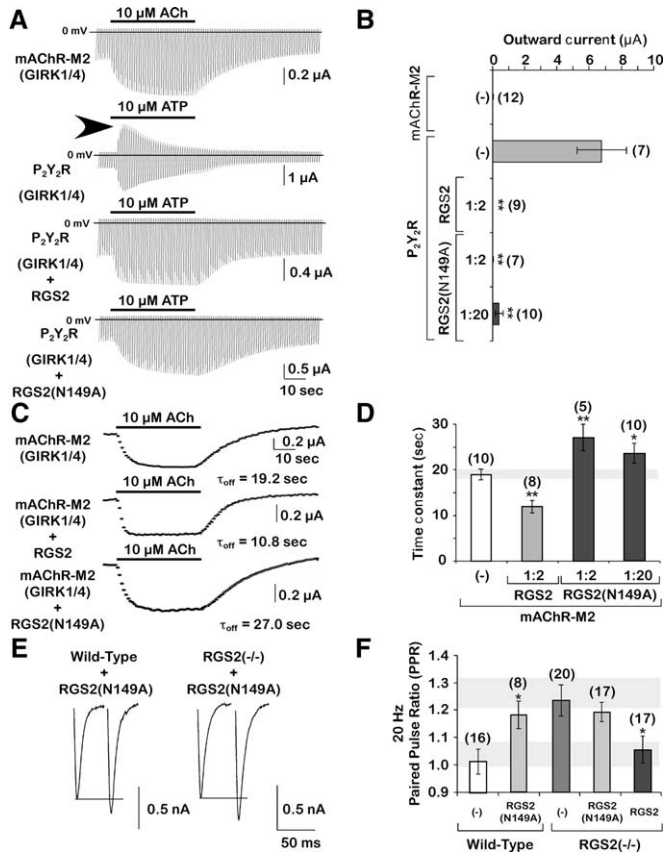 A
10 µM ACh
0 mV
mAChR-M2
(GIRK1/4)
0.2 µA
10 µM ATP
0 mV
P2Y2R
(GIRK1/4)
1 µA
10 µM ATP
0 mV
P2Y2R
(GIRK1/4)
+
RGS2
0.4 µA
10 µM ATP
0 mV
P2Y2R
(GIRK1/4)
+
RGS2(N149A)
0.5 µA
10 sec
B
Outward current (µA)
0 2 4 6 8 10
mAChR-M2
(-) (12)
P2Y2R
(-) (7)
RGS2
1:2 ** (9)
RGS2(N149A)
1:2 ** (7)
1:20 ** (10)
C
10 µM ACh
mAChR-M2
(GIRK1/4)
0.2 µA
10 sec
τoff = 19.2 sec
10 µM ACh
mAChR-M2
(GIRK1/4)
+
RGS2
0.2 µA
τoff = 10.8 sec
10 µM ACh
mAChR-M2
(GIRK1/4)
+
RGS2(N149A)
0.2 µA
τoff = 27.0 sec
D
Time constant (sec)
30
20
10
0
(10) (8) ** (5) ** (10) *
(-) 1:2 1:2 1:20
RGS2 RGS2(N149A)
mAChR-M2
E
Wild-Type
+
RGS2(N149A)
0.5 nA
RGS2(-/-)
+
RGS2(N149A)
0.5 nA
50 ms
F
20 Hz
Paired Pulse Ratio (PPR)
1.4
1.3
1.2
1.1
1.0
0.9
(16) (8) * (20) (17) (17) *
(-) RGS2 (N149A) (-) RGS2 (N149A) RGS2
Wild-Type RGS2(-/-)